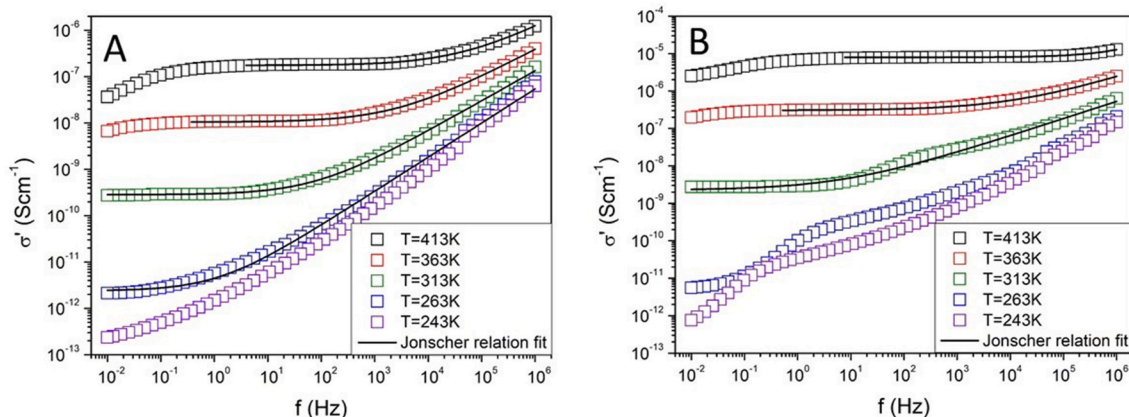 A
10⁻⁶
10⁻⁷
10⁻⁸
10⁻⁹
10⁻¹⁰
10⁻¹¹
10⁻¹²
10⁻¹³
σ' (Scm⁻¹)
T=413K
T=363K
T=313K
T=263K
T=243K
Jonscher relation fit
10⁻² 10⁻¹ 10⁰ 10¹ 10² 10³ 10⁴ 10⁵ 10⁶
f (Hz)
B
10⁻⁴
10⁻⁵
10⁻⁶
10⁻⁷
10⁻⁸
10⁻⁹
10⁻¹⁰
10⁻¹¹
10⁻¹²
10⁻¹³
σ' (Scm⁻¹)
T=413K
T=363K
T=313K
T=263K
T=243K
Jonscher relation fit
10⁻² 10⁻¹ 10⁰ 10¹ 10² 10³ 10⁴ 10⁵ 10⁶
f (Hz)